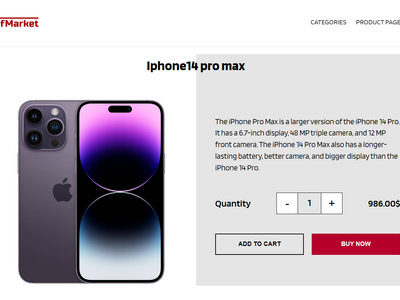 fMarket
CATEGORIES PRODUCT PAGE
Iphone14 pro max
The iPhone Pro Max is a larger version of the iPhone 14 Pro.
It has a 6.7-inch display, 48 MP triple camera, and 12 MP
front camera. The iPhone 14 Pro Max also has a longer-
lasting battery, better camera, and bigger display than the
iPhone 14 Pro.
Quantity - 1 + 986.00$
ADD TO CART BUY NOW